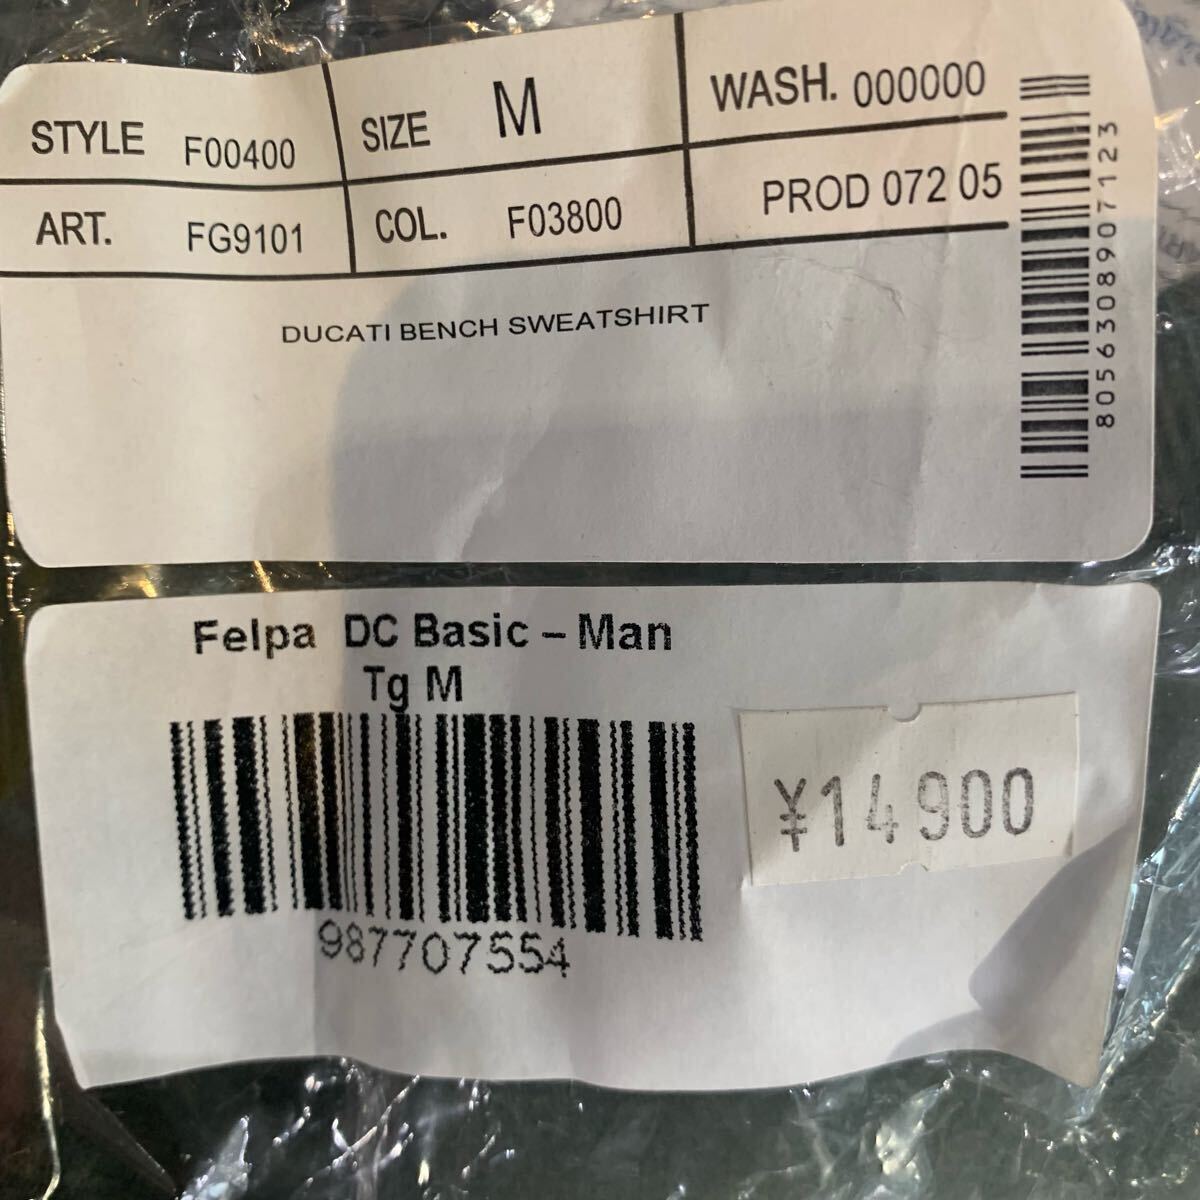 STYLE F00400 SIZE M WASH. 000000
ART. FG9101 COL. F03800 PROD 072 05
DUCATI BENCH SWEATSHIRT
8056308907123
Felpa DC Basic – Man
Tg M
987707554
¥14900